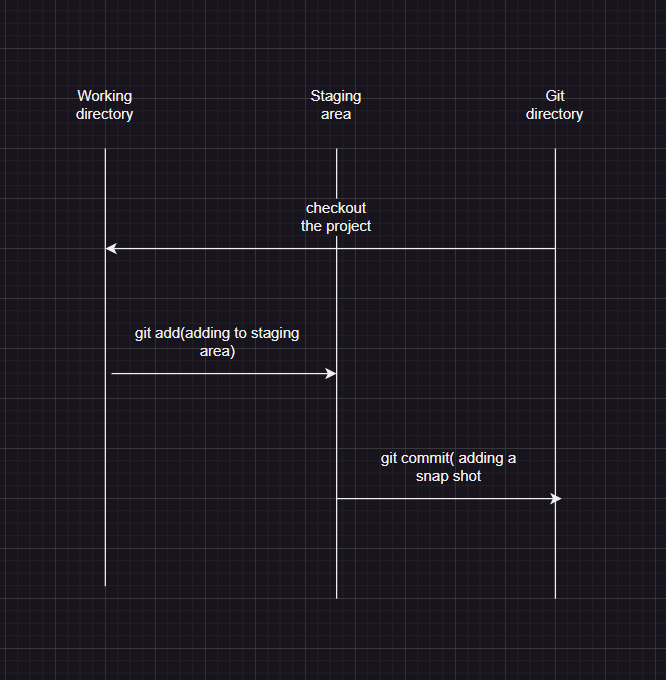 Working
directory
Staging
area
Git
directory
checkout
the project
git add(adding to staging
area)
git commit( adding a
snap shot